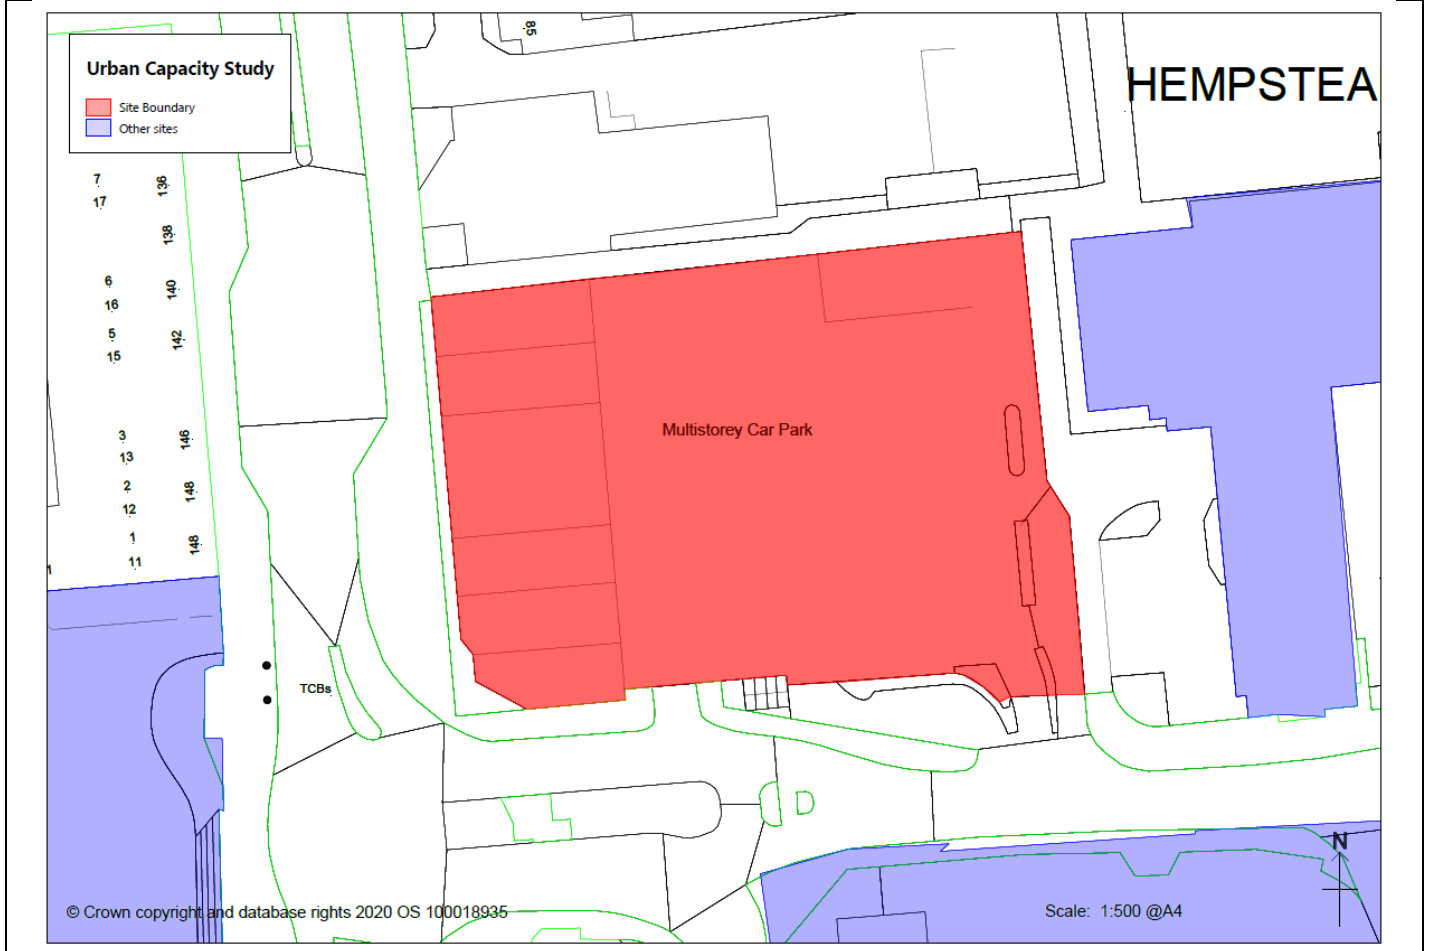 85
Urban Capacity Study
HEMPSTEA
Site Boundary
Other sites
7
136
17
138
6
140
16
5
142
15
3
146
Multistorey Car Park
13
2
148
12
1
148
11
1
TCBs
N
© Crown copyright and database rights 2020 OS 100018935
Scale: 1:500 @A4